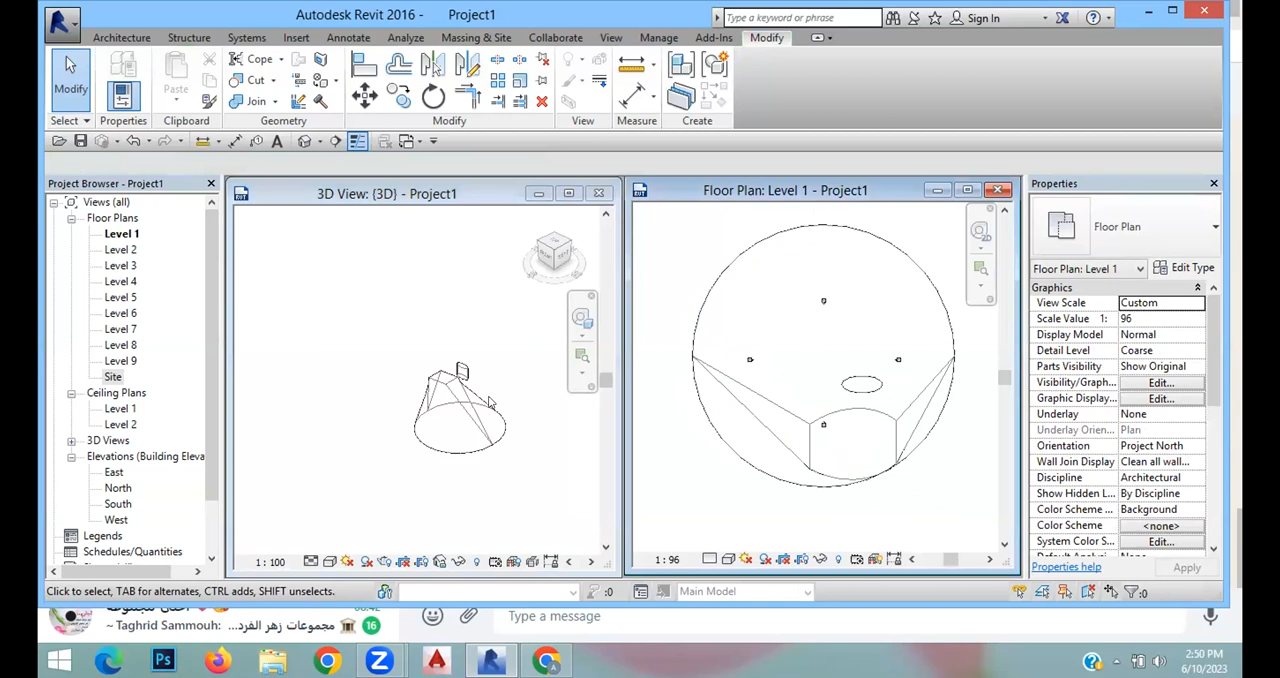 Autodesk Revit 2016 - Project1
Type a keyword or phrase
Sign In
Architecture Structure Systems Insert Annotate Analyze Massing & Site Collaborate View Manage Add-Ins Modify
Modify
Paste
Cope
Cut
Join
Select Properties Clipboard Geometry Modify View Measure Create
Project Browser - Project1
Views (all)
Floor Plans
Level 1
Level 2
Level 3
Level 4
Level 5
Level 6
Level 7
Level 8
Level 9
Site
Ceiling Plans
Level 1
Level 2
3D Views
Elevations (Building Eleva
East
North
South
West
Legends
Schedules/Quantities
3D View: {3D} - Project1
1 : 100
Floor Plan: Level 1 - Project1
1 : 96
Properties
Floor Plan
Floor Plan: Level 1
Edit Type
Graphics
View Scale Custom
Scale Value 1: 96
Display Model Normal
Detail Level Coarse
Parts Visibility Show Original
Visibility/Graph... Edit...
Graphic Display... Edit...
Underlay None
Underlay Orien... Plan
Orientation Project North
Wall Join Display Clean all wall...
Discipline Architectural
Show Hidden L... By Discipline
Color Scheme ... Background
Color Scheme <none>
System Color S... Edit...
Properties help
Apply
Click to select, TAB for alternates, CTRL adds, SHIFT unselects.
:0
Main Model
:0
~ Taghrid Sammouh: مجموعات زهر الفرد...
16
Type a message
2:50 PM
6/10/2023